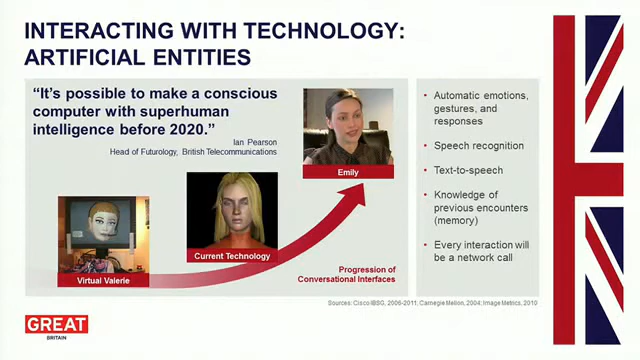 INTERACTING WITH TECHNOLOGY:
ARTIFICIAL ENTITIES
“It’s possible to make a conscious
computer with superhuman
intelligence before 2020.”
Ian Pearson
Head of Futurology, British Telecommunications
Emily
Current Technology
Virtual Valerie
Progression of
Conversational Interfaces
• Automatic emotions,
gestures, and
responses
• Speech recognition
• Text-to-speech
• Knowledge of
previous encounters
(memory)
• Every interaction will
be a network call
Sources: Cisco IBSG, 2006-2011; Carnegie Mellon, 2004; Image Metrics, 2010
GREAT
BRITAIN